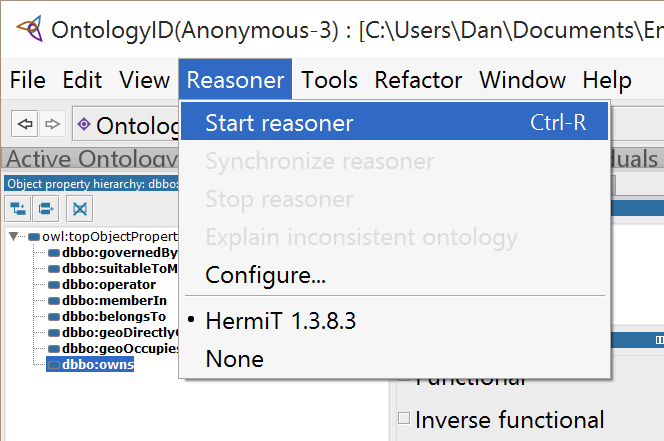 OntologyID(Anonymous-3) : [C:\Users\Dan\Documents\En
File Edit View Reasoner Tools Refactor Window Help
Ontolog
Start reasoner Ctrl-R
Active Ontology
duals
Synchronize reasoner
Object property hierarchy: dbbo:
Stop reasoner
owl:topObjectProperty
Explain inconsistent ontology
dbbo:governedBy
dbbo:suitableToM
Configure...
dbbo:operator
dbbo:memberIn
dbbo:belongsTo
HermiT 1.3.8.3
dbbo:geoDirectlyC
dbbo:geoOccupies
None
dbbo:owns
Functional
Inverse functional